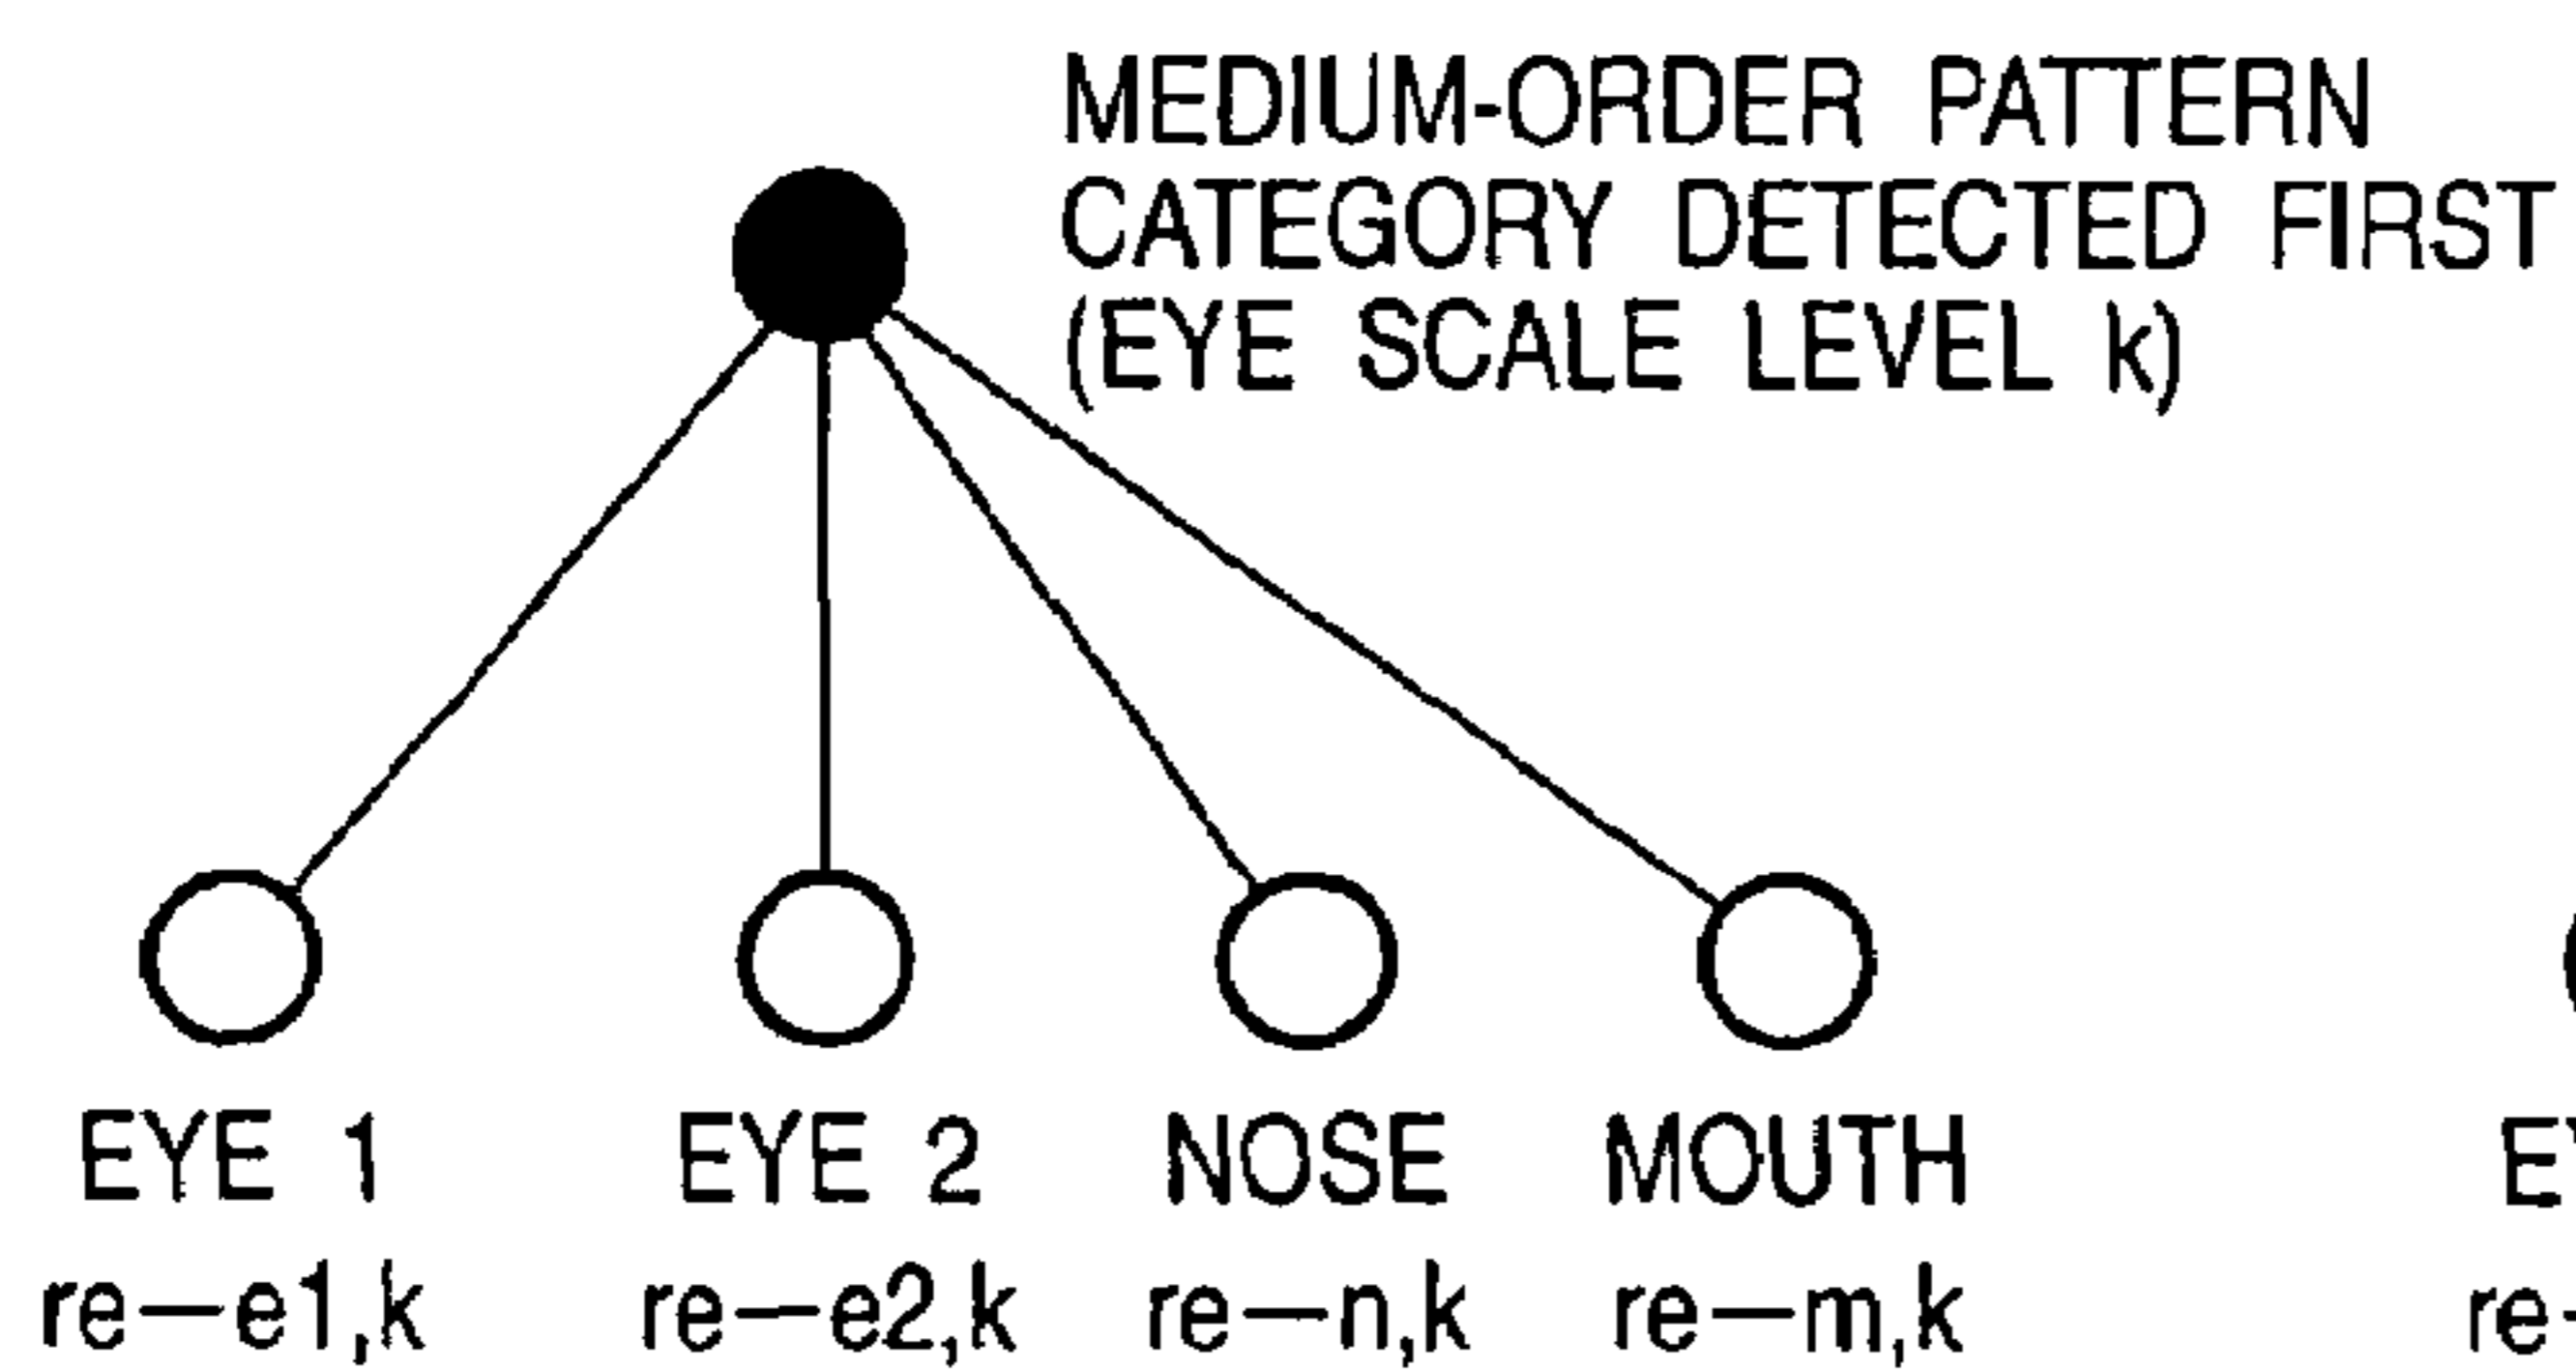 MEDIUM-ORDER PATTERN
CATEGORY DETECTED FIRST
(EYE SCALE LEVEL k)
EYE 1 EYE 2 NOSE MOUTH
re—e1,k re—e2,k re—n,k re—m,k